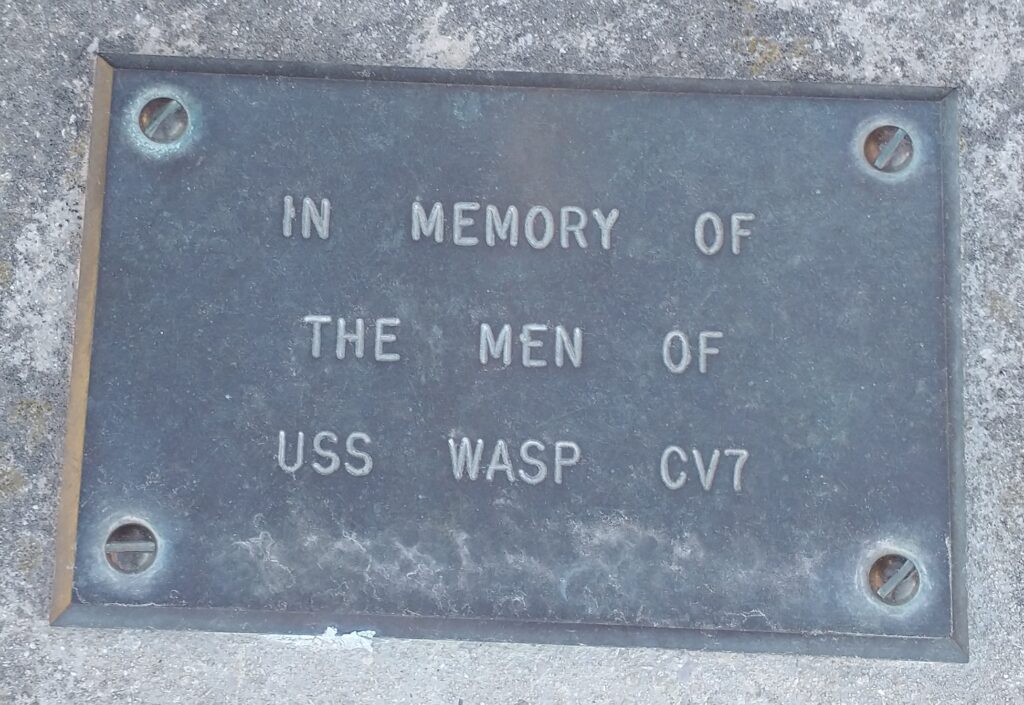 IN MEMORY OF
THE MEN OF
USS WASP CV7